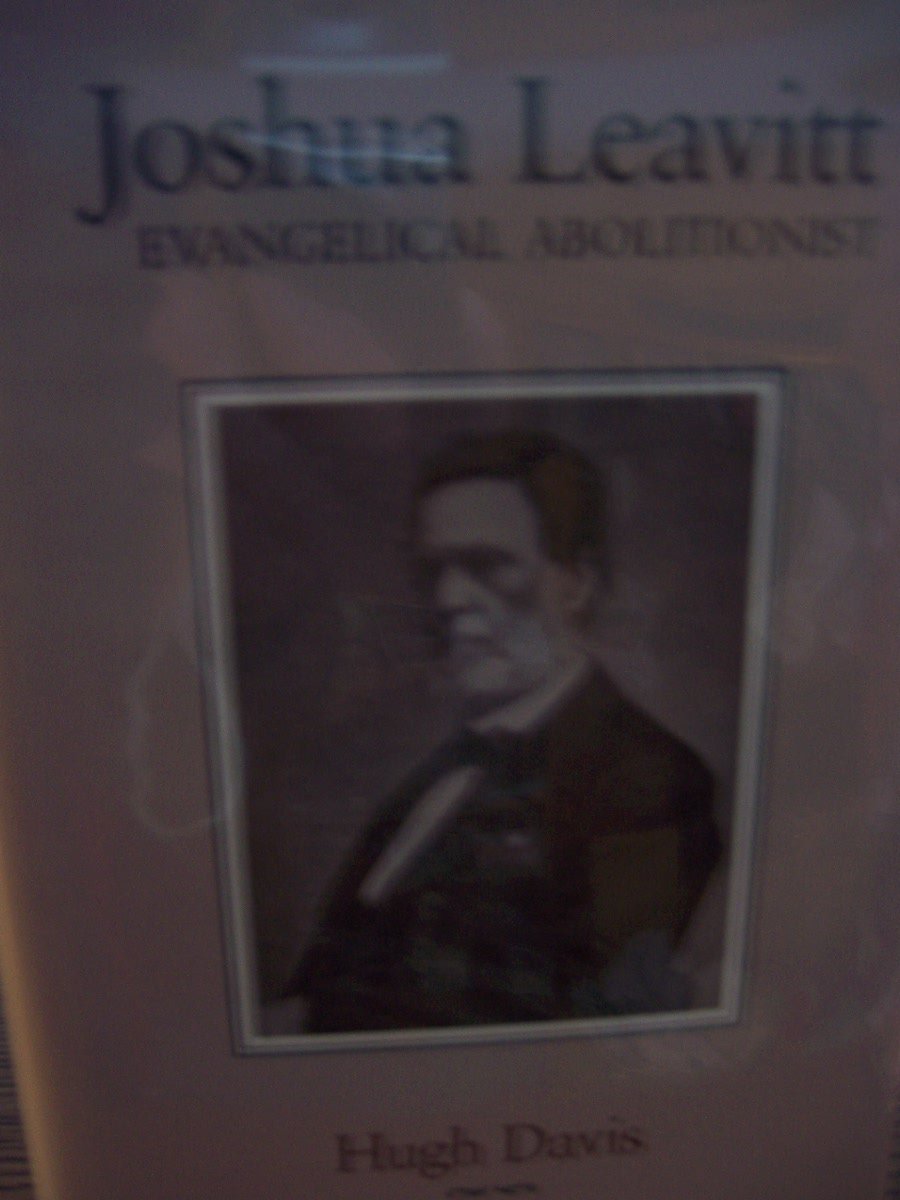 Joshua Leavitt
EVANGELICAL ABOLITIONIST
Hugh Davis